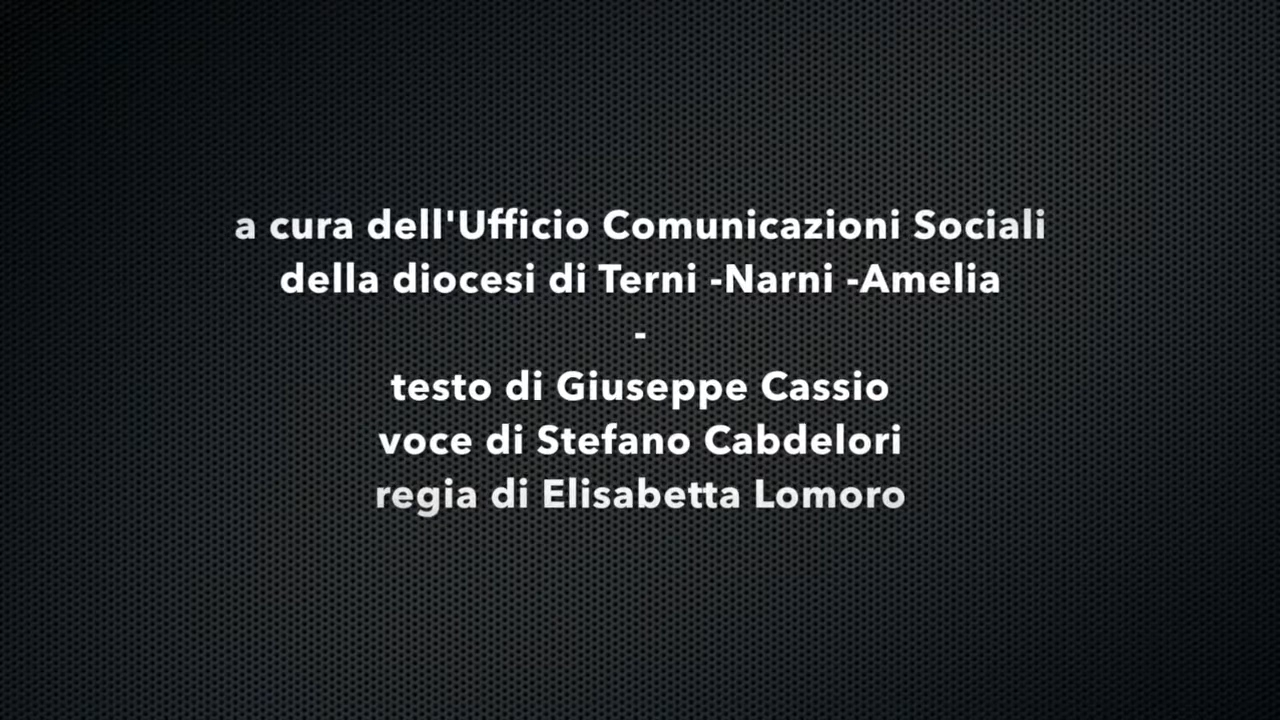 a cura dell'Ufficio Comunicazioni Sociali
della diocesi di Terni -Narni -Amelia
-
testo di Giuseppe Cassio
voce di Stefano Cabdelori
regia di Elisabetta Lomoro